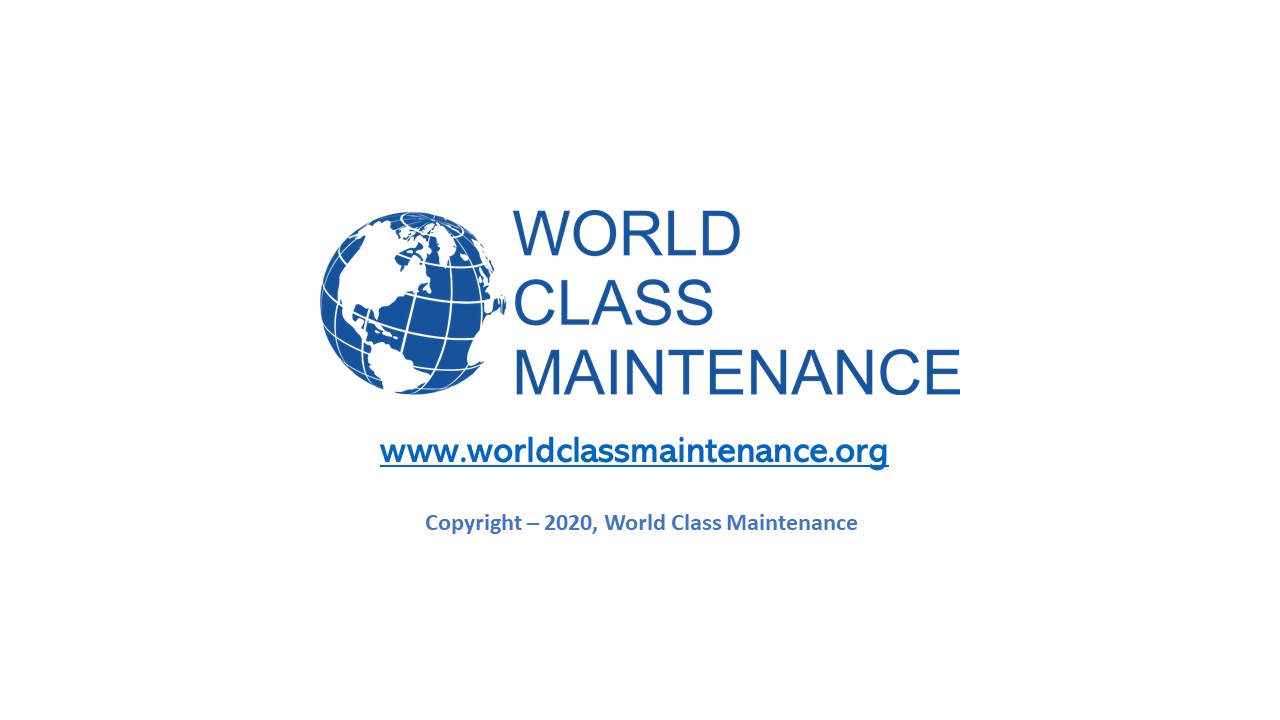 WORLD
CLASS
MAINTENANCE
www.worldclassmaintenance.org
Copyright – 2020, World Class Maintenance